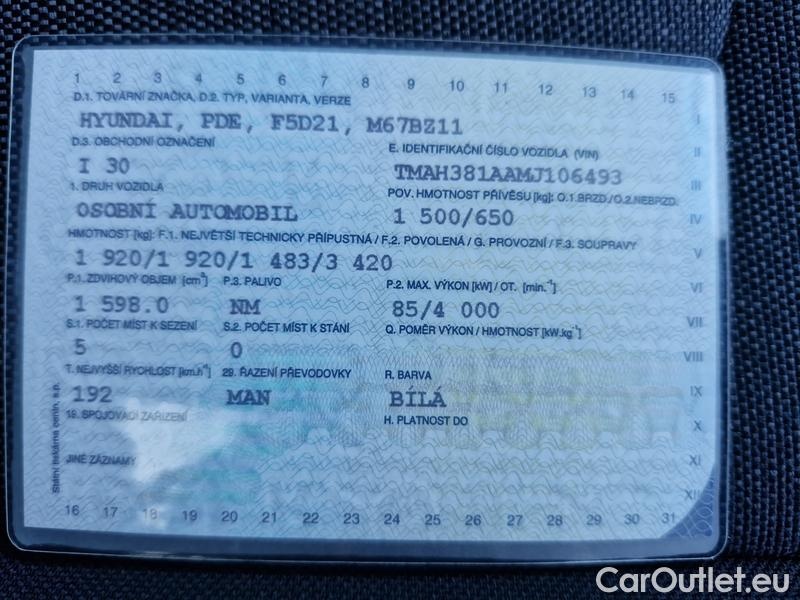 1 2 3 4 5 6 7 8 9 10 11 12 13 14 15
D.1. TOVÁRNÍ ZNAČKA, D.2. TYP, VARIANTA, VERZE
HYUNDAI, PDE, F5D21, M67BZ11 I
D.3. OBCHODNÍ OZNAČENÍ E. IDENTIFIKAČNÍ ČÍSLO VOZIDLA (VIN) II
I 30 TMAH381AAMJ106493
1. DRUH VOZIDLA POV. HMOTNOST PŘÍVĚSU [kg]: O.1.BRZD./O.2.NEBRZD. III
OSOBNÍ AUTOMOBIL 1 500/650 IV
HMOTNOST [kg]: F.1. NEJVĚTŠÍ TECHNICKY PŘÍPUSTNÁ / F.2. POVOLENÁ / G. PROVOZNÍ / F.3. SOUPRAVY
1 920/1 920/1 483/3 420 V
P.1. ZDVIHOVÝ OBJEM [cm³] P.3. PALIVO P.2. MAX. VÝKON [kW] / OT. [min.⁻¹] VI
1 598.0 NM 85/4 000
S.1. POČET MÍST K SEZENÍ S.2. POČET MÍST K STÁNÍ Q. POMĚR VÝKON / HMOTNOST [kW.kg⁻¹] VII
5 0 VIII
T. NEJVYŠŠÍ RYCHLOST [km.h⁻¹] 29. ŘAZENÍ PŘEVODOVKY R. BARVA
192 MAN BÍLÁ IX
18. SPOJOVACÍ ZAŘÍZENÍ H. PLATNOST DO X
JINÉ ZÁZNAMY XI
XII
16 17 18 19 20 21 22 23 24 25 26 27 28 29 30 31
Státní tiskárna cenin, s.p.
CarOutlet.eu